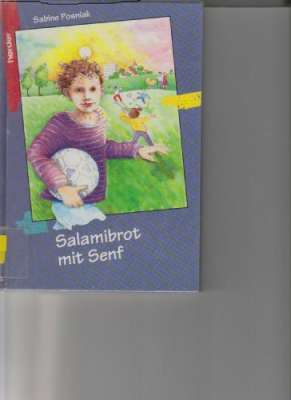 herder
Sabine Posniak
Salamibrot
mit Senf